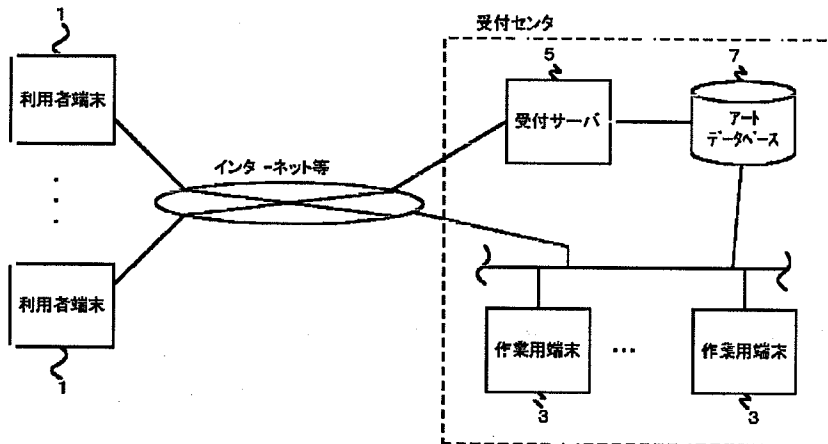 受付センタ
1
利用者端末
5
受付サーバ
7
アート
データベース
インターネット等
利用者端末
1
作業用端末
…
作業用端末
3
3